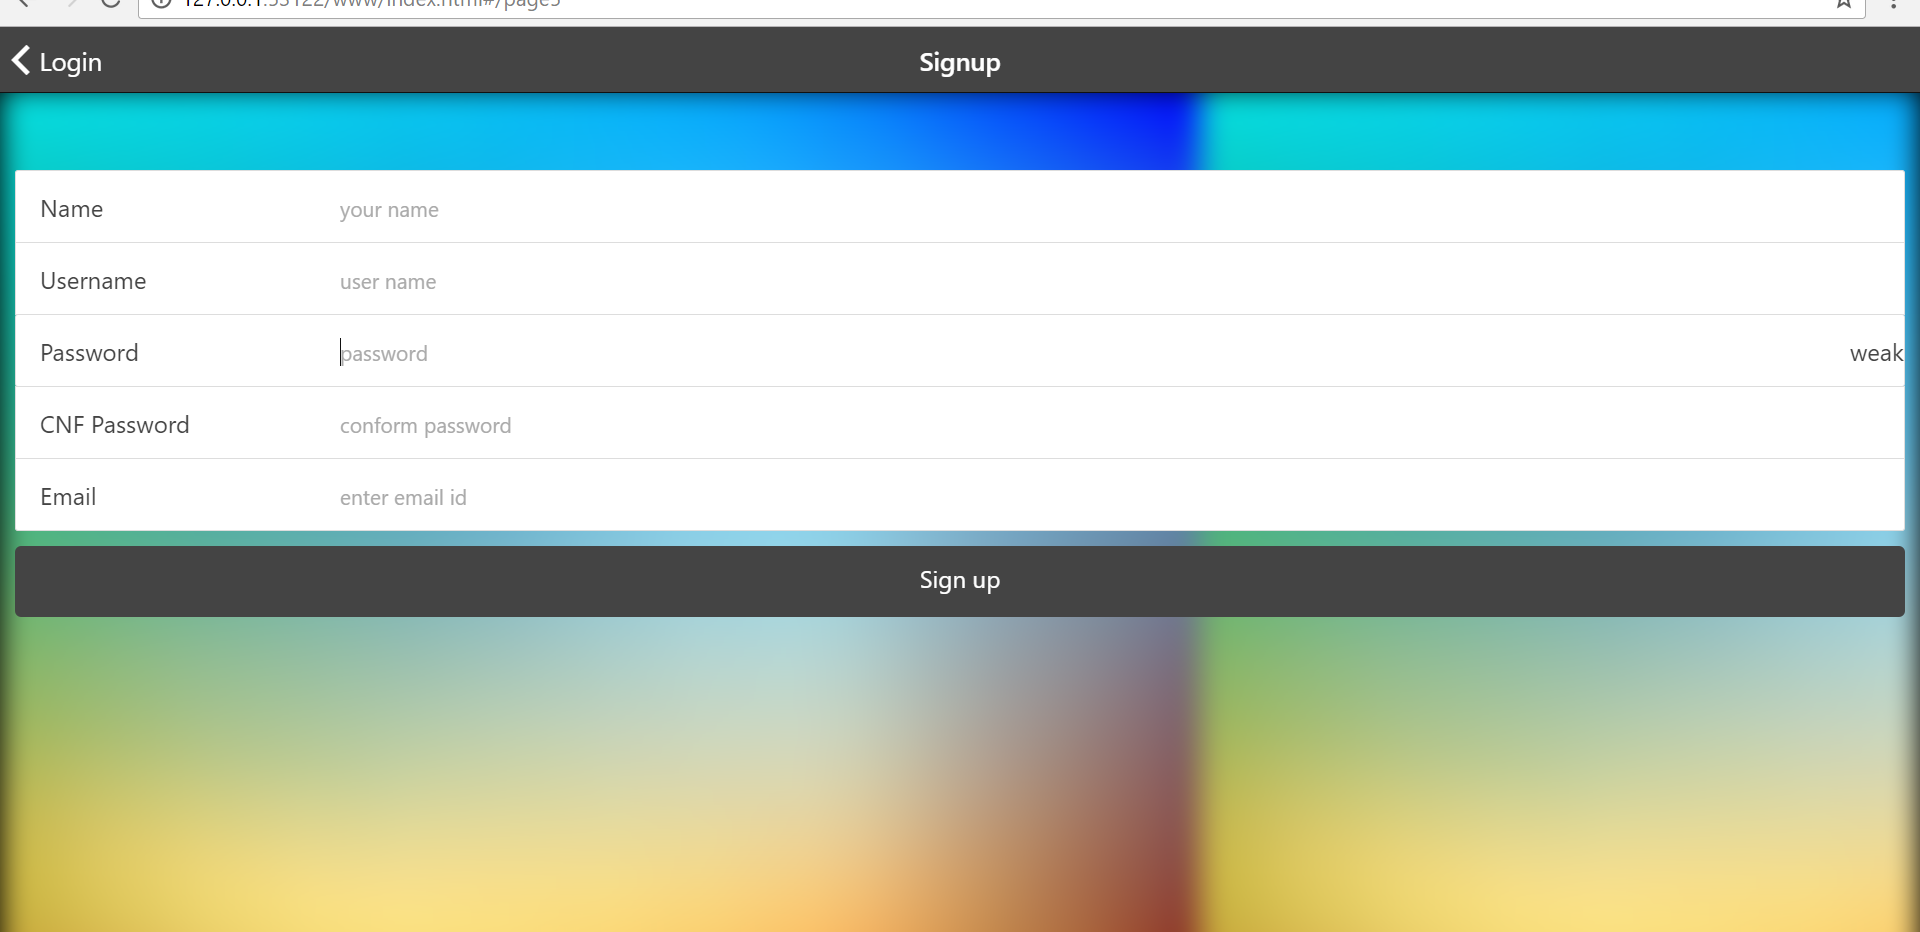 127.0.0.1:53122/www/index.html#/page5
Login
Signup
Name your name
Username user name
Password password weak
CNF Password conform password
Email enter email id
Sign up